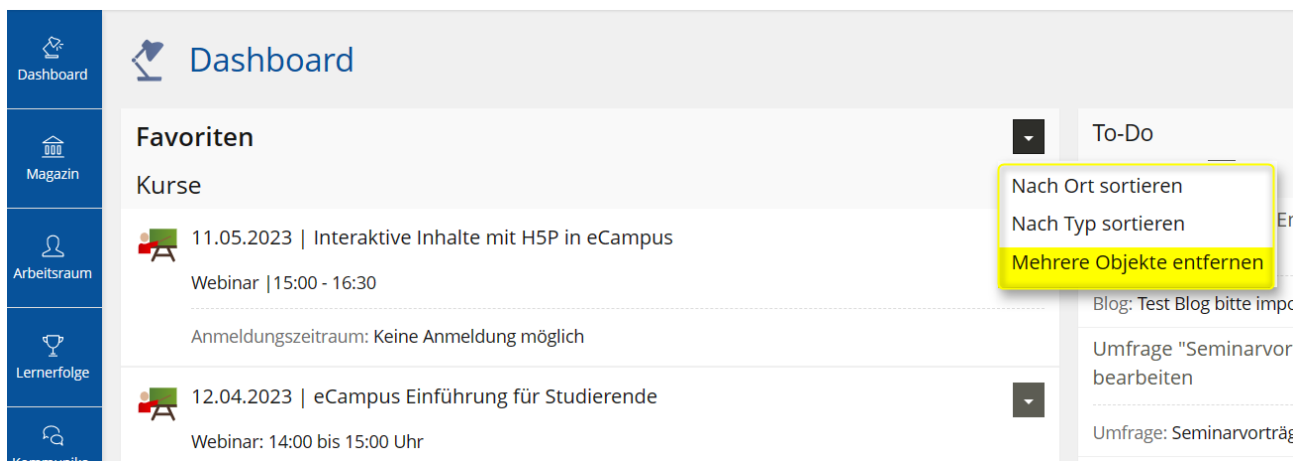 Dashboard
Magazin
Arbeitsraum
Lernerfolge
Dashboard
Favoriten
Kurse
11.05.2023 | Interaktive Inhalte mit H5P in eCampus
Webinar |15:00 - 16:30
Anmeldungszeitraum: Keine Anmeldung möglich
12.04.2023 | eCampus Einführung für Studierende
Webinar: 14:00 bis 15:00 Uhr
Nach Ort sortieren
Nach Typ sortieren
Mehrere Objekte entfernen
To-Do
Blog: Test Blog bitte
Umfrage "Seminarvor
bearbeiten
Umfrage: